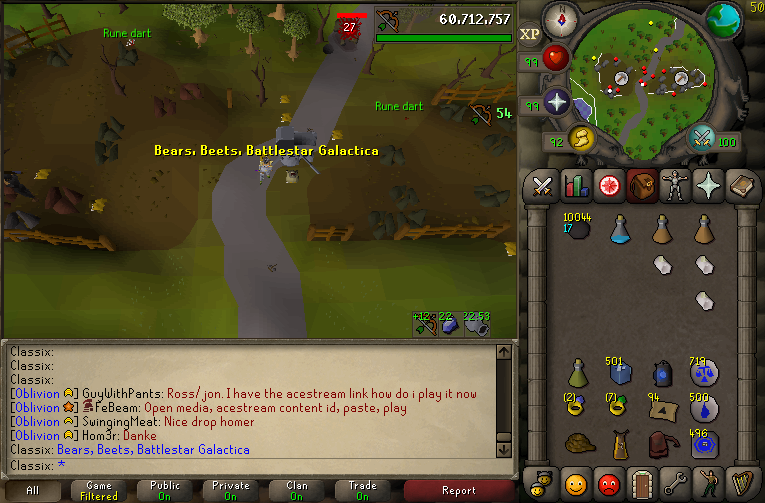 Rune dart
27
60,712,757
50
XP
99
Rune dart
54
99
Bears, Beets, Battlestar Galactica
92
100
10044
17
+12
22
22.53
Classix:
Classix:
Classix:
[Oblivion] GuyWithPants: Ross/jon. I have the acestream link how do i play it now
[Oblivion] FeBeam: Open media, acestream content id, paste, play
[Oblivion] SwingingMeat: Nice drop homer
[Oblivion] Hom3r: Danke
Classix: Bears, Beets, Battlestar Galactica
Classix: *
501
713
(2)
(7)
500
496
All
Game
Filtered
Public
On
Private
On
Clan
On
Trade
On
Report